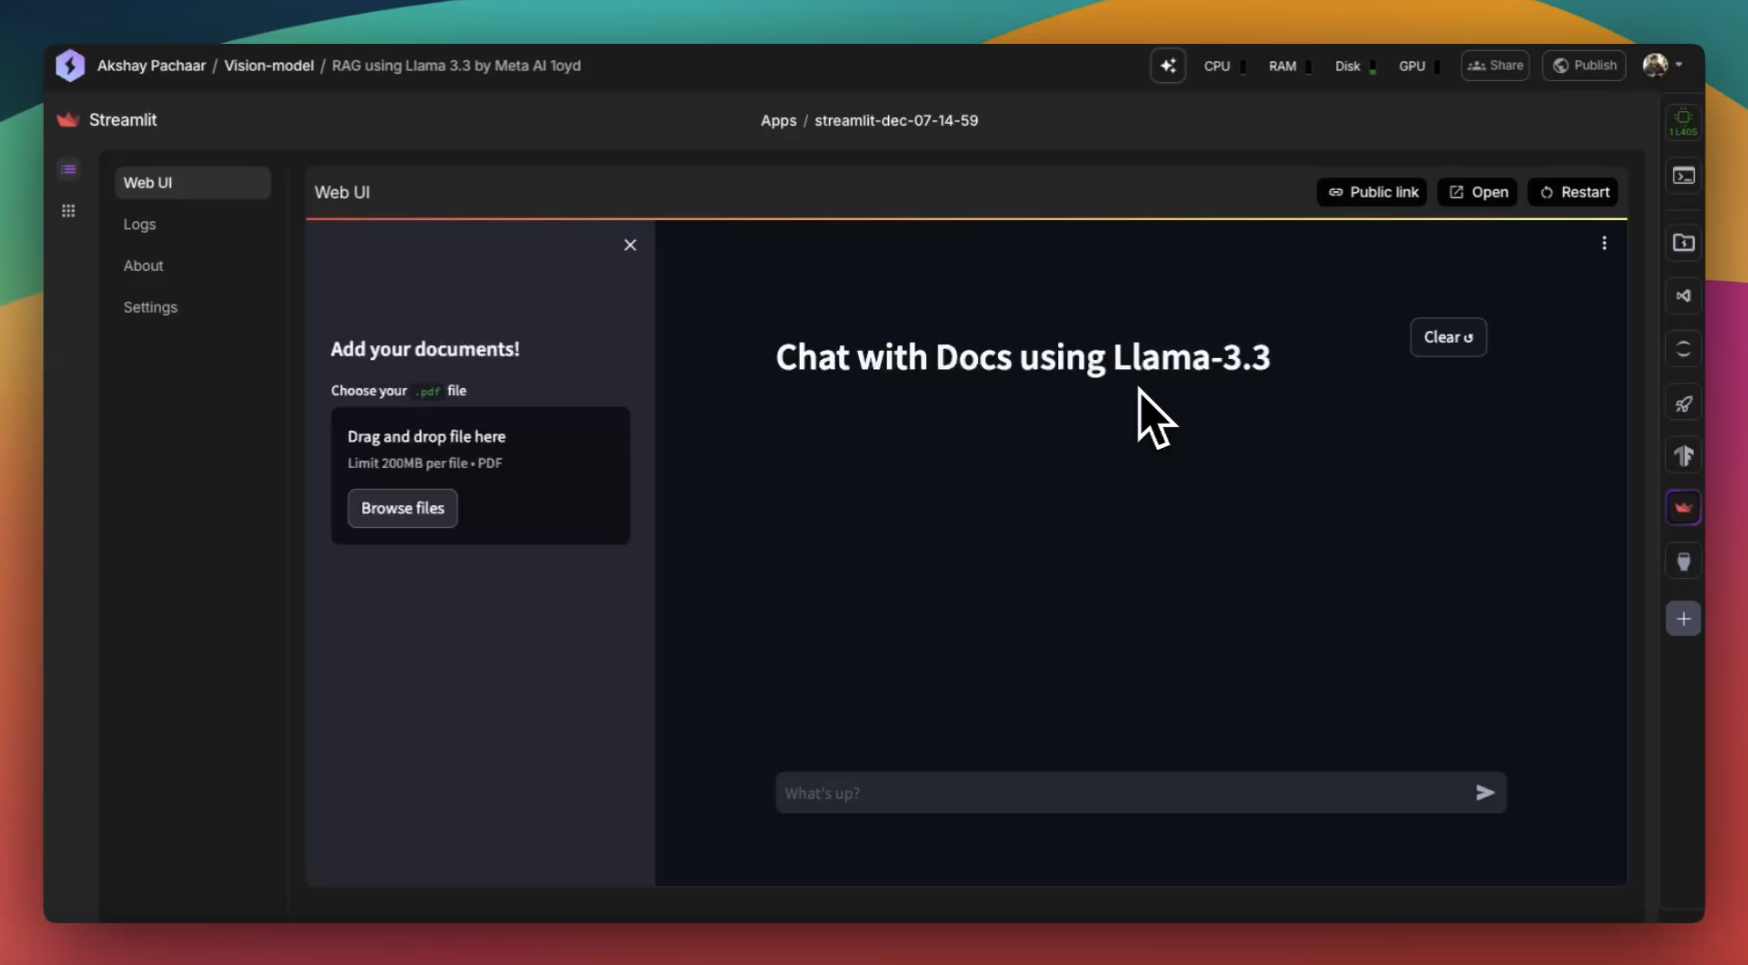 Akshay Pachaar / Vision-model / RAG using Llama 3.3 by Meta AI 1oyd
CPU RAM Disk GPU Share Publish
Streamlit
Apps / streamlit-dec-07-14-59
1 L40S
Web UI
Logs
About
Settings
Web UI
Public link Open Restart
Add your documents!
Choose your .pdf file
Drag and drop file here
Limit 200MB per file • PDF
Browse files
Chat with Docs using Llama-3.3
Clear ↺
What's up?